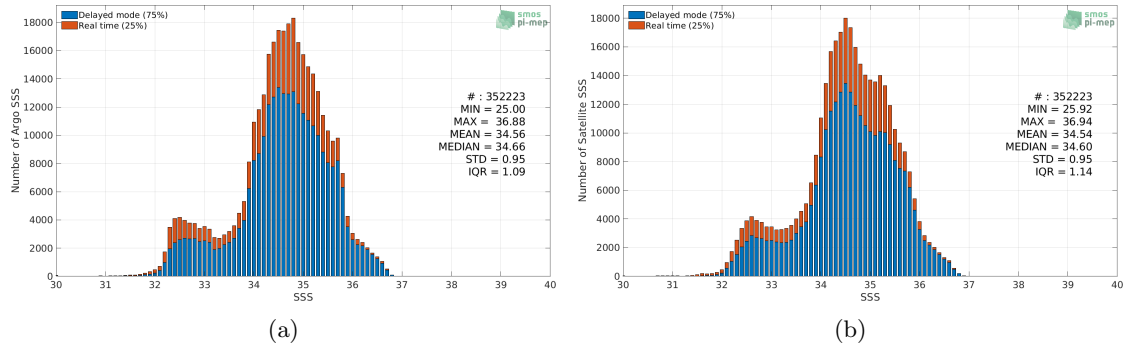 Delayed mode (75%)
Real time (25%)
smos
pi-mep
# : 352223
MIN = 25.00
MAX = 36.88
MEAN = 34.56
MEDIAN = 34.66
STD = 0.95
IQR = 1.09
Number of Argo SSS
18000
16000
14000
12000
10000
8000
6000
4000
2000
0
30 31 32 33 34 35 36 37 38 39 40
SSS
(a)
Delayed mode (75%)
Real time (25%)
smos
pi-mep
# : 352223
MIN = 25.92
MAX = 36.94
MEAN = 34.54
MEDIAN = 34.60
STD = 0.95
IQR = 1.14
Number of Satellite SSS
18000
16000
14000
12000
10000
8000
6000
4000
2000
0
30 31 32 33 34 35 36 37 38 39 40
SSS
(b)